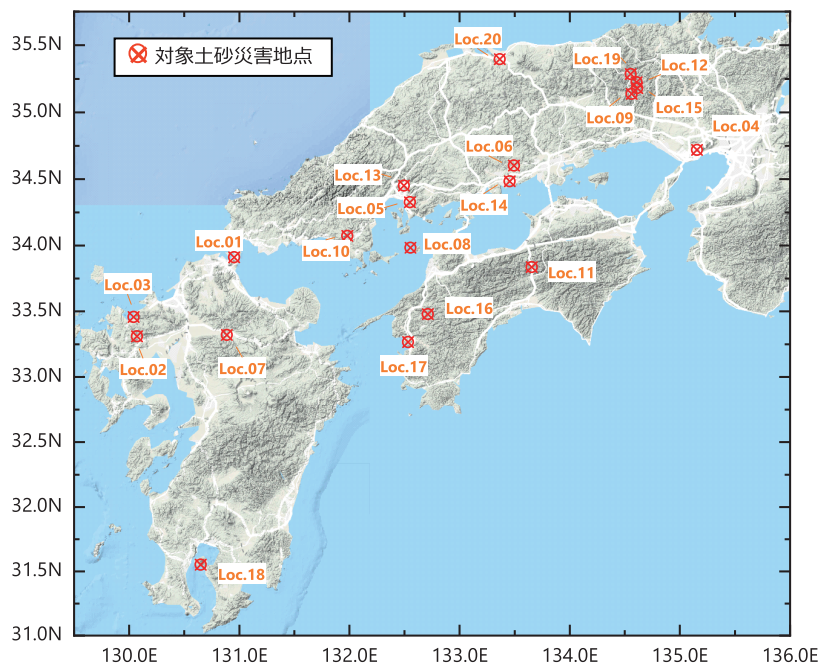 対象土砂災害地点
35.5N
35.0N
34.5N
34.0N
33.5N
33.0N
32.5N
32.0N
31.5N
31.0N
Loc.20
Loc.19
Loc.12
Loc.09
Loc.15
Loc.04
Loc.06
Loc.13
Loc.05
Loc.14
Loc.01
Loc.10
Loc.08
Loc.11
Loc.03
Loc.16
Loc.02
Loc.07
Loc.17
Loc.18
130.0E 131.0E 132.0E 133.0E 134.0E 135.0E 136.0E